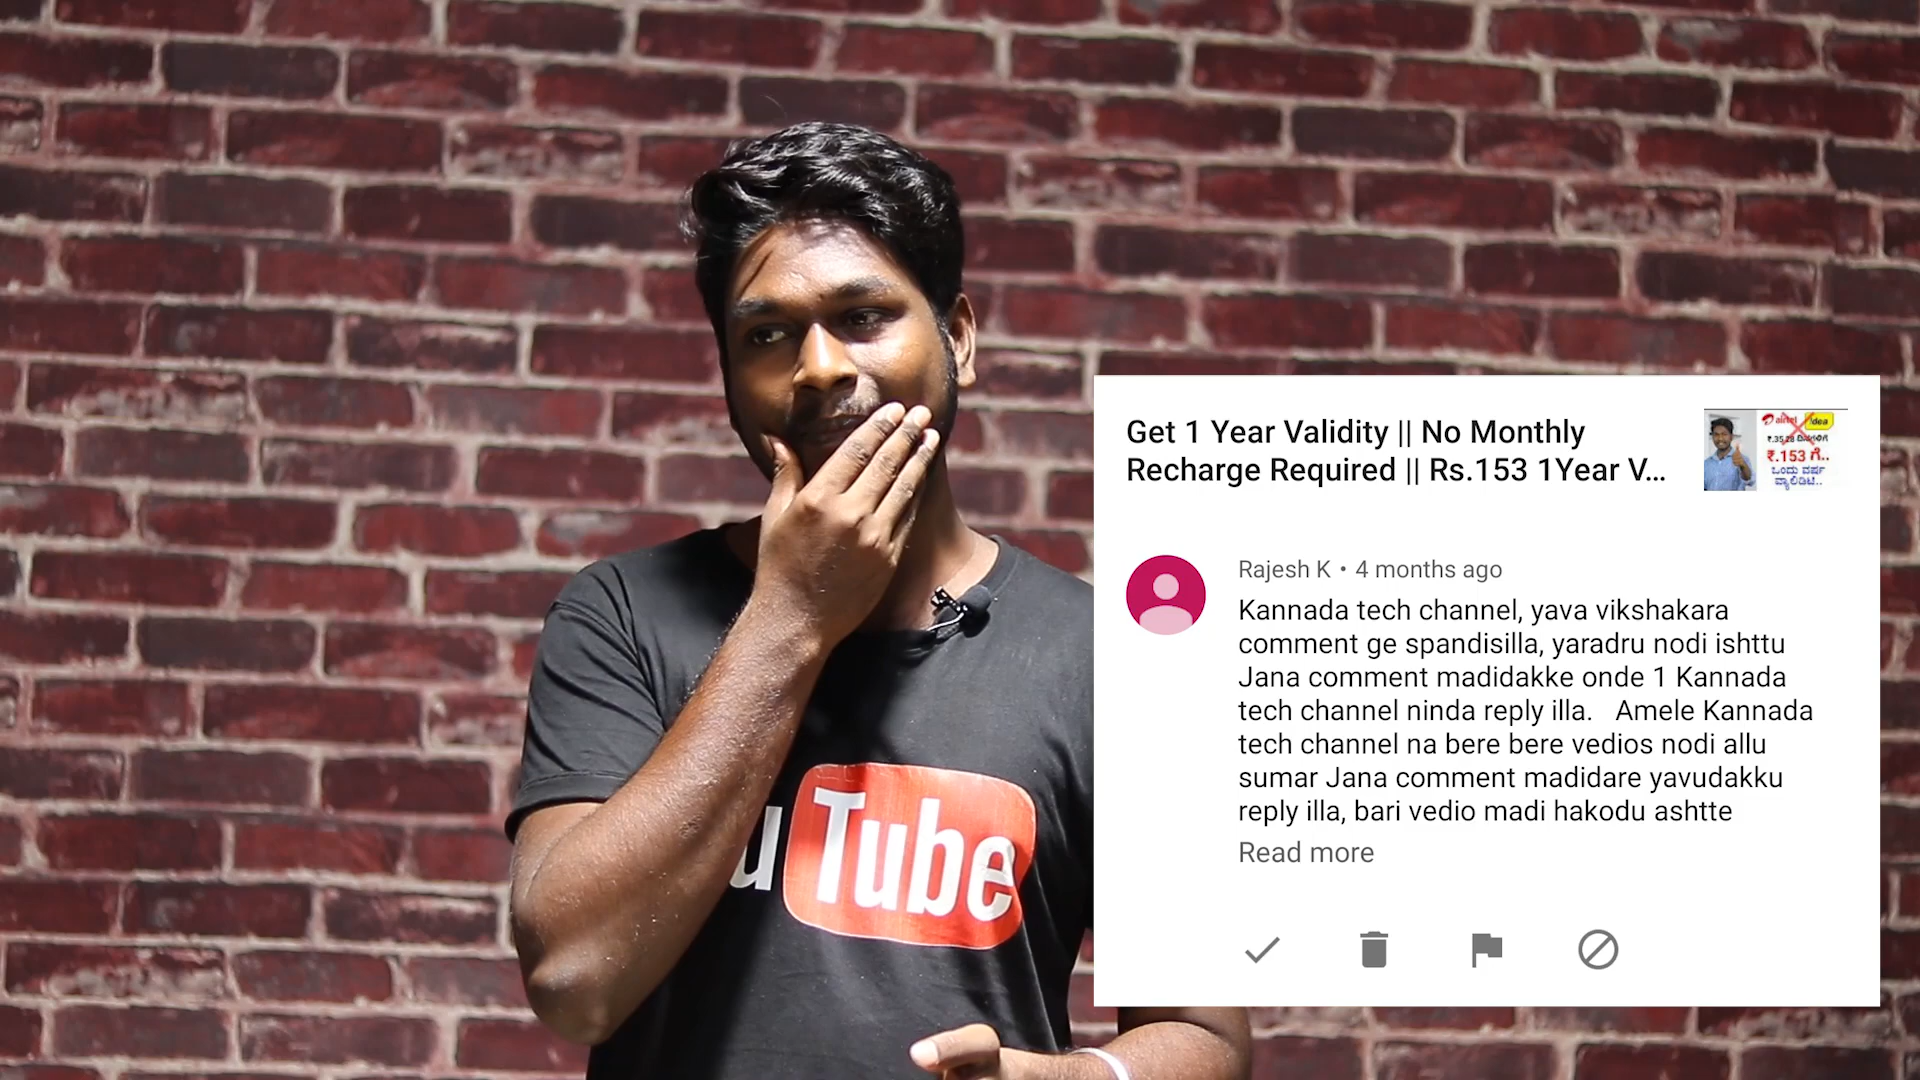 Get 1 Year Validity || No Monthly
Recharge Required || Rs.153 1Year V...
airtel
idea
₹.153 ಗೆ..
ಒಂದು ವರ್ಷ
ವ್ಯಾಲಿಡಿಟಿ..
Rajesh K • 4 months ago
Kannada tech channel, yava vikshakara
comment ge spandisilla, yaradru nodi ishttu
Jana comment madidakke onde 1 Kannada
tech channel ninda reply illa.   Amele Kannada
tech channel na bere bere vedios nodi allu
sumar Jana comment madidare yavudakku
reply illa, bari vedio madi hakodu ashtte
Read more
u Tube